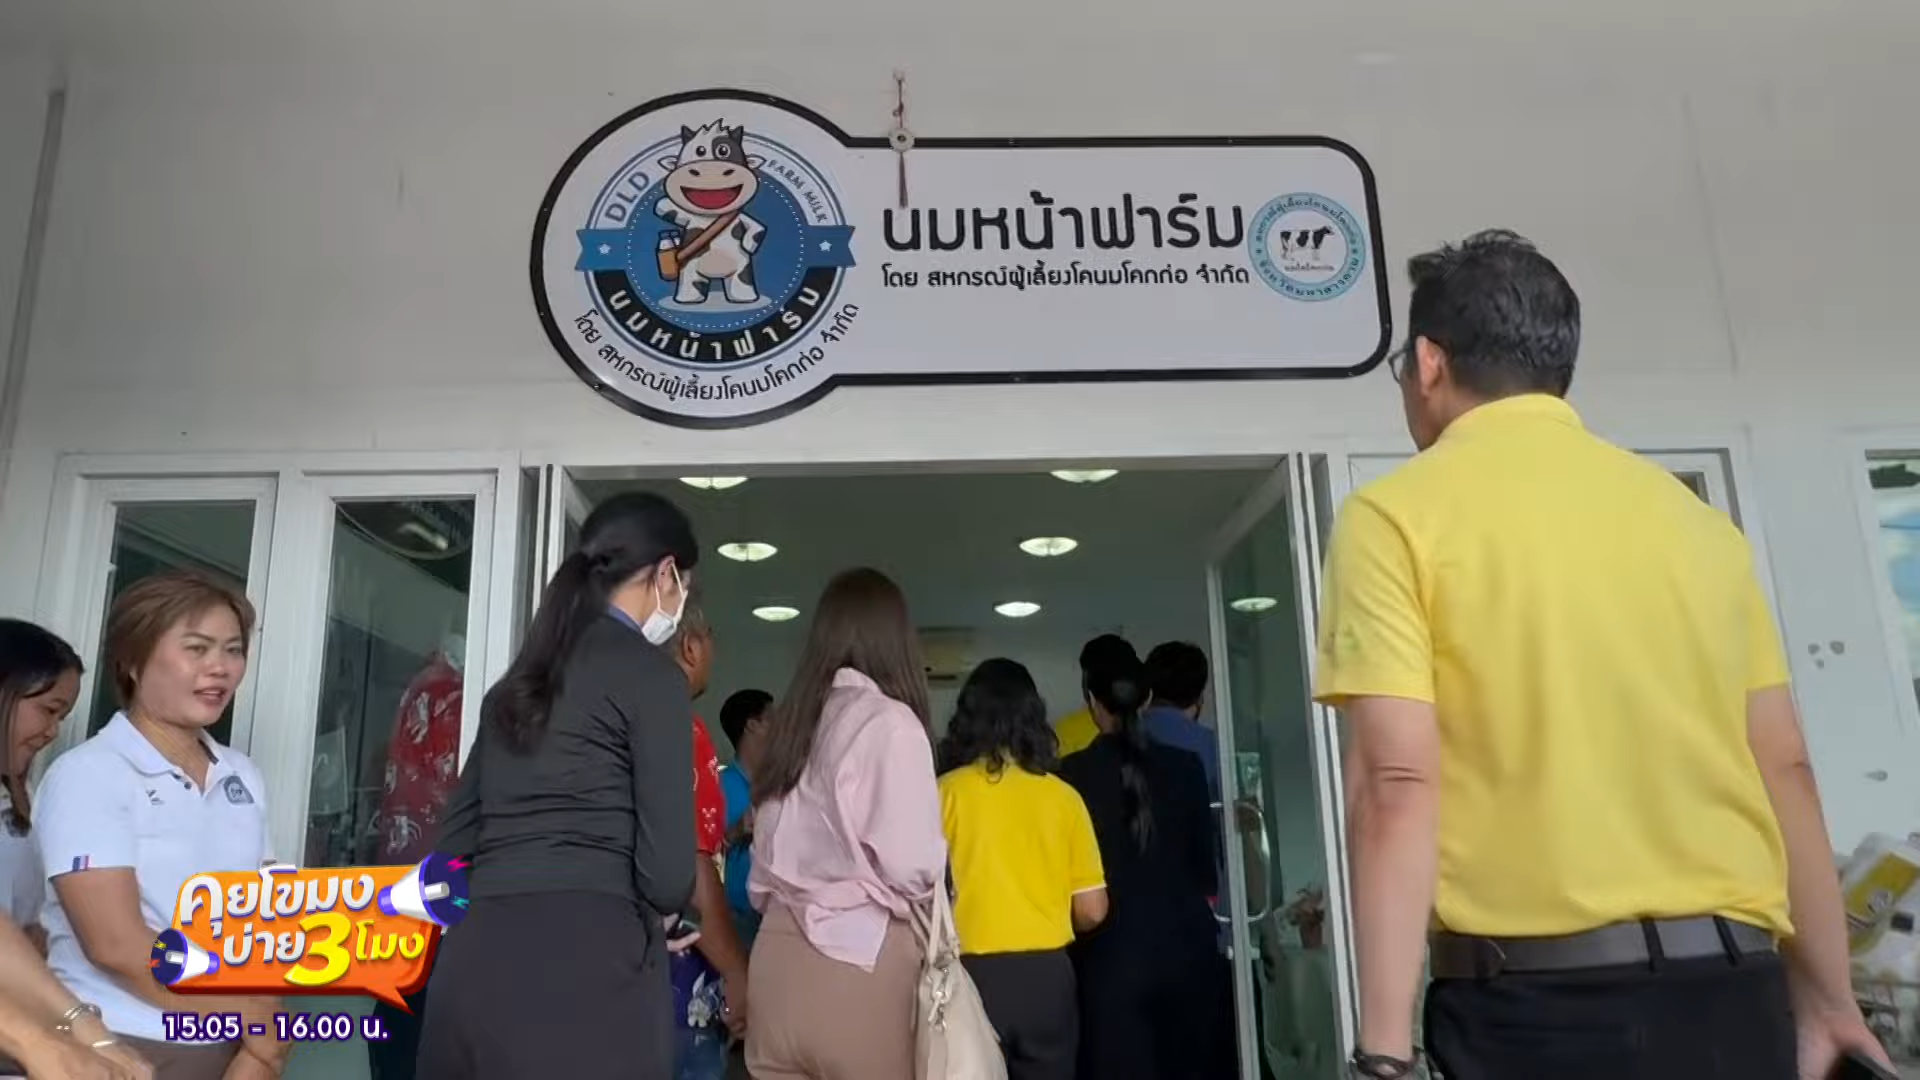 DLD FARM MILK
นมหน้าฟาร์ม
โดย สหกรณ์ผู้เลี้ยงโคนมโคกก่อ จำกัด
นมหน้าฟาร์ม
โดย สหกรณ์ผู้เลี้ยงโคนมโคกก่อ จำกัด
คุยโขมง
บ่าย 3 โมง
15.05 - 16.00 น.